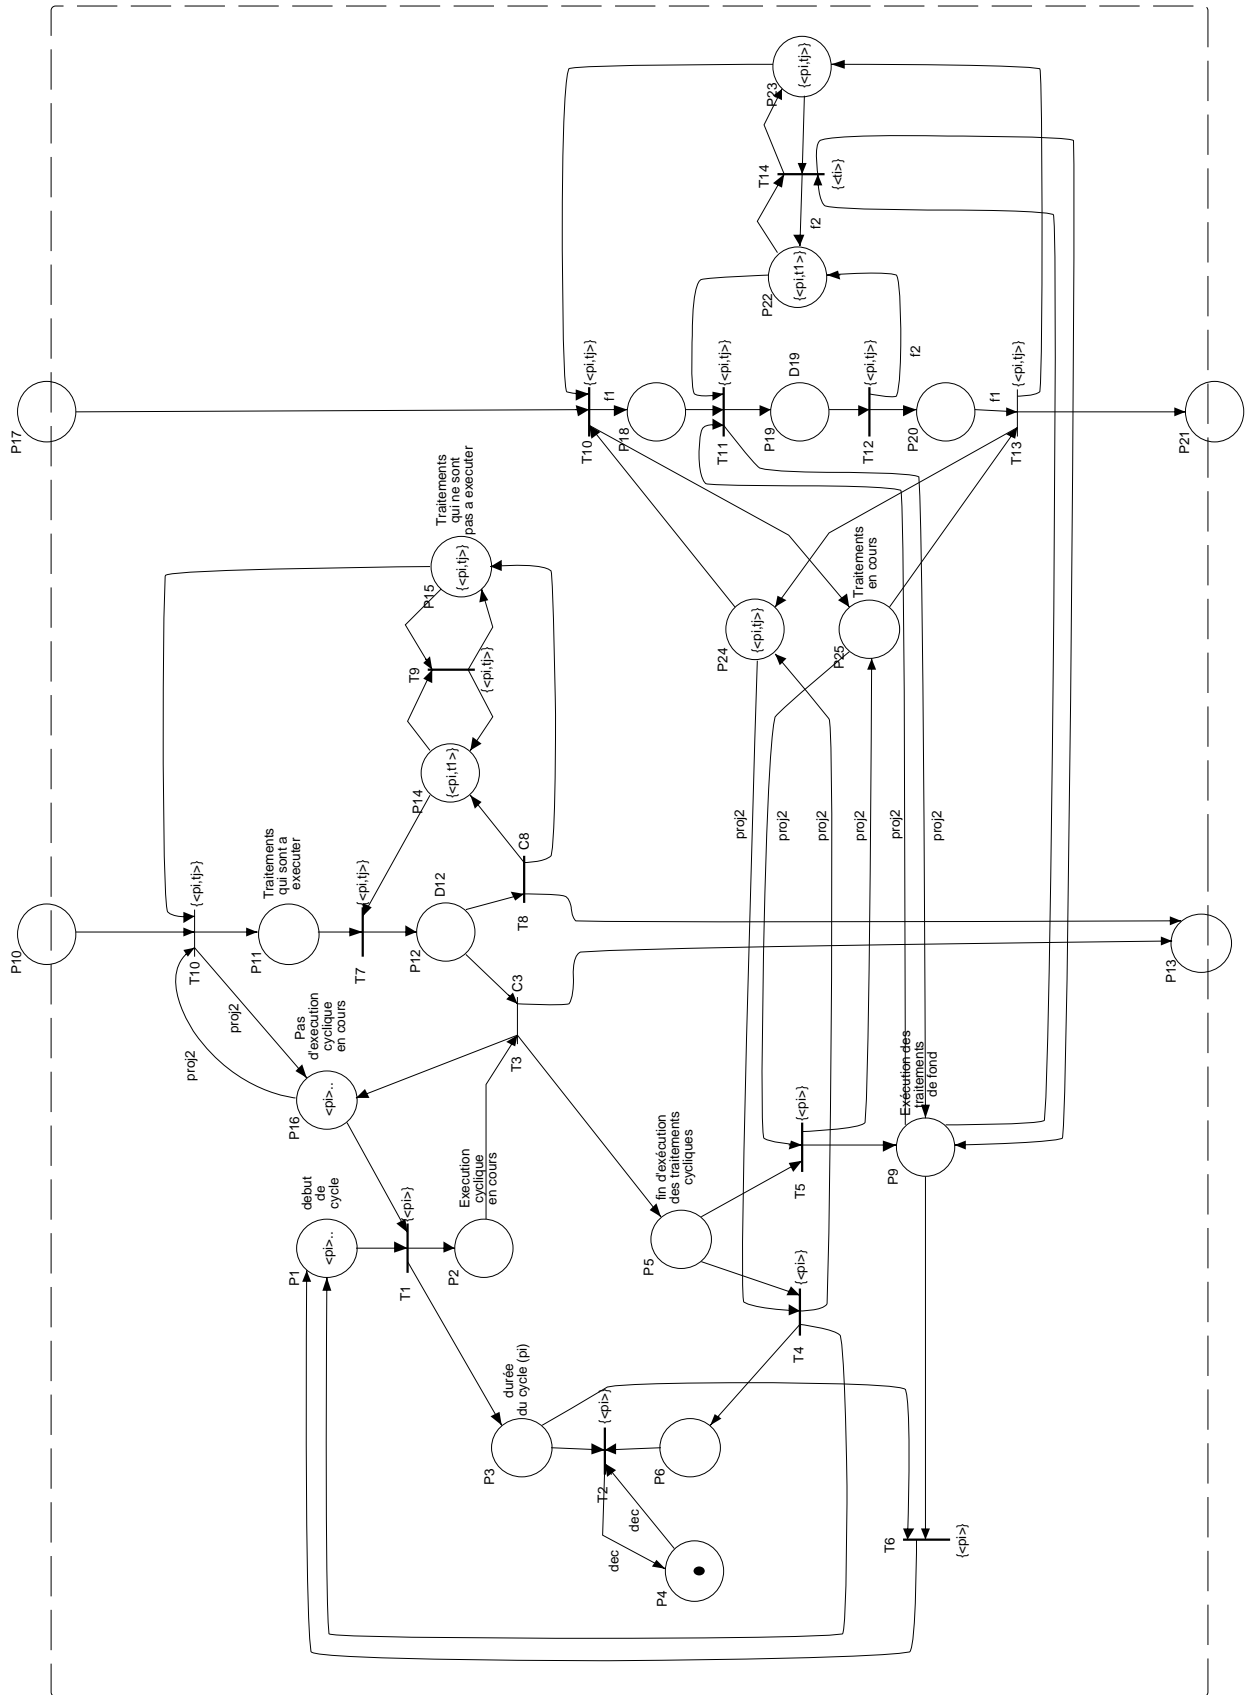 P17
P10
P23
T14
{<pi,tj>}
{<ti>}
f2
P22
{<pi,t1>}
T10
{<pi,tj>}
f1
P18
T11
{<pi,tj>}
P19
D19
T12
{<pi,tj>}
f2
P20
f1
T13
{<pi,tj>}
P21
Traitements
qui ne sont
pas a executer
P15
{<pi,tj>}
T9
{<pi,tj>}
P14
{<pi,t1>}
P24
{<pi,tj>}
Traitements
en cours
P25
T10
{<pi,tj>}
Traitements
qui sont a
executer
P11
T7
{<pi,tj>}
P12
D12
T8
C8
P13
proj2
proj2
Pas
d'execution
cyclique
en cours
P16
<pi>..
T3
C3
proj2
proj2
proj2
proj2
proj2
proj2
debut
de
cycle
P1
<pi>..
T1
{<pi>}
P2
Execution
cyclique
en cours
fin d'exécution
des traitements
cycliques
P5
T5
{<pi>}
Exécution des
traitements
de fond
P9
T4
{<pi>}
durée
du cycle (pi)
P3
T2
{<pi>}
P6
dec
dec
P4
T6
{<pi>}